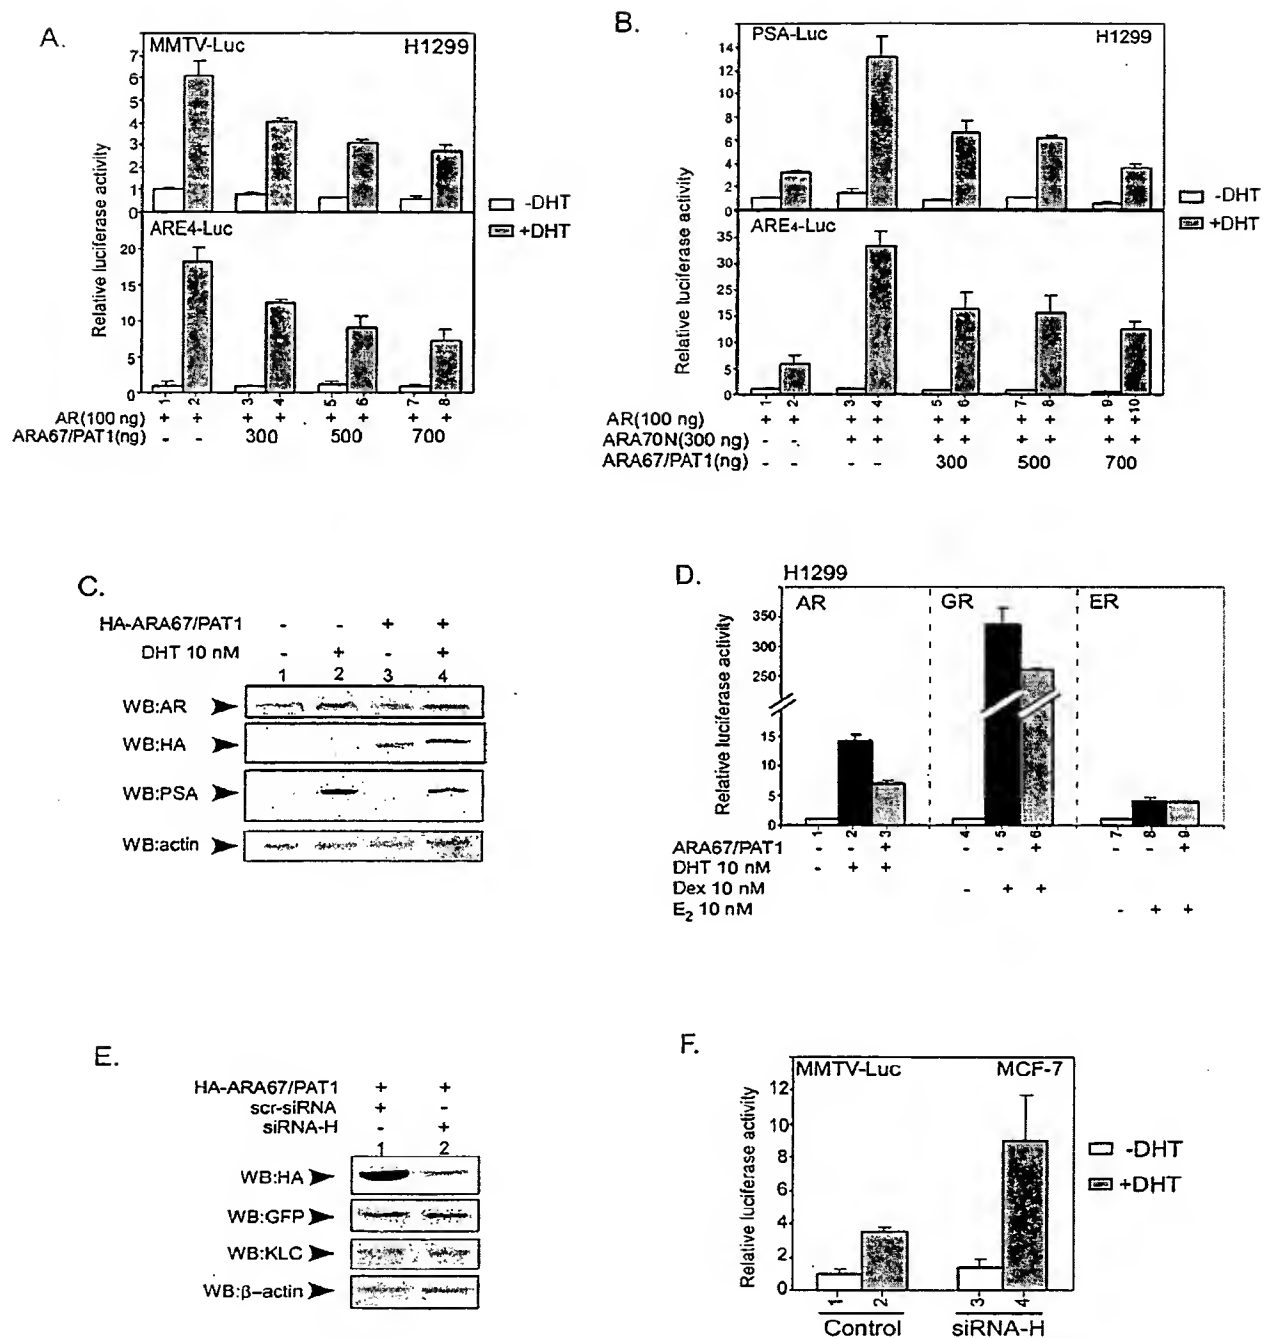 A.
MMTV-Luc H1299
7
6
5
4
3
2
1
0
ARE4-Luc
20
15
10
5
0
Relative luciferase activity
-DHT
+DHT
1 2 3 4 5 6 7 8
AR(100 ng) + + + + + + + +
ARA67/PAT1(ng) - - 300 500 700
B.
PSA-Luc H1299
14
12
10
8
6
4
2
0
ARE4-Luc
35
30
25
20
15
10
5
0
Relative luciferase activity
-DHT
+DHT
1 2 3 4 5 6 7 8 9 10
AR(100 ng) + + + + + + + + + +
ARA70N(300 ng) - - + + + + + + + +
ARA67/PAT1(ng) - - - - 300 500 700
C.
HA-ARA67/PAT1 - - + +
DHT 10 nM - + - +
1 2 3 4
WB:AR
WB:HA
WB:PSA
WB:actin
D.
H1299
AR GR ER
350
300
250
15
10
5
0
Relative luciferase activity
1 2 3 4 5 6 7 8 9
ARA67/PAT1 - - + - - + - - +
DHT 10 nM - + +
Dex 10 nM - + +
E2 10 nM - + +
E.
HA-ARA67/PAT1 + +
scr-siRNA + -
siRNA-H - +
1 2
WB:HA
WB:GFP
WB:KLC
WB:β-actin
F.
MMTV-Luc MCF-7
12
10
8
6
4
2
0
Relative luciferase activity
-DHT
+DHT
1 2 3 4
Control siRNA-H